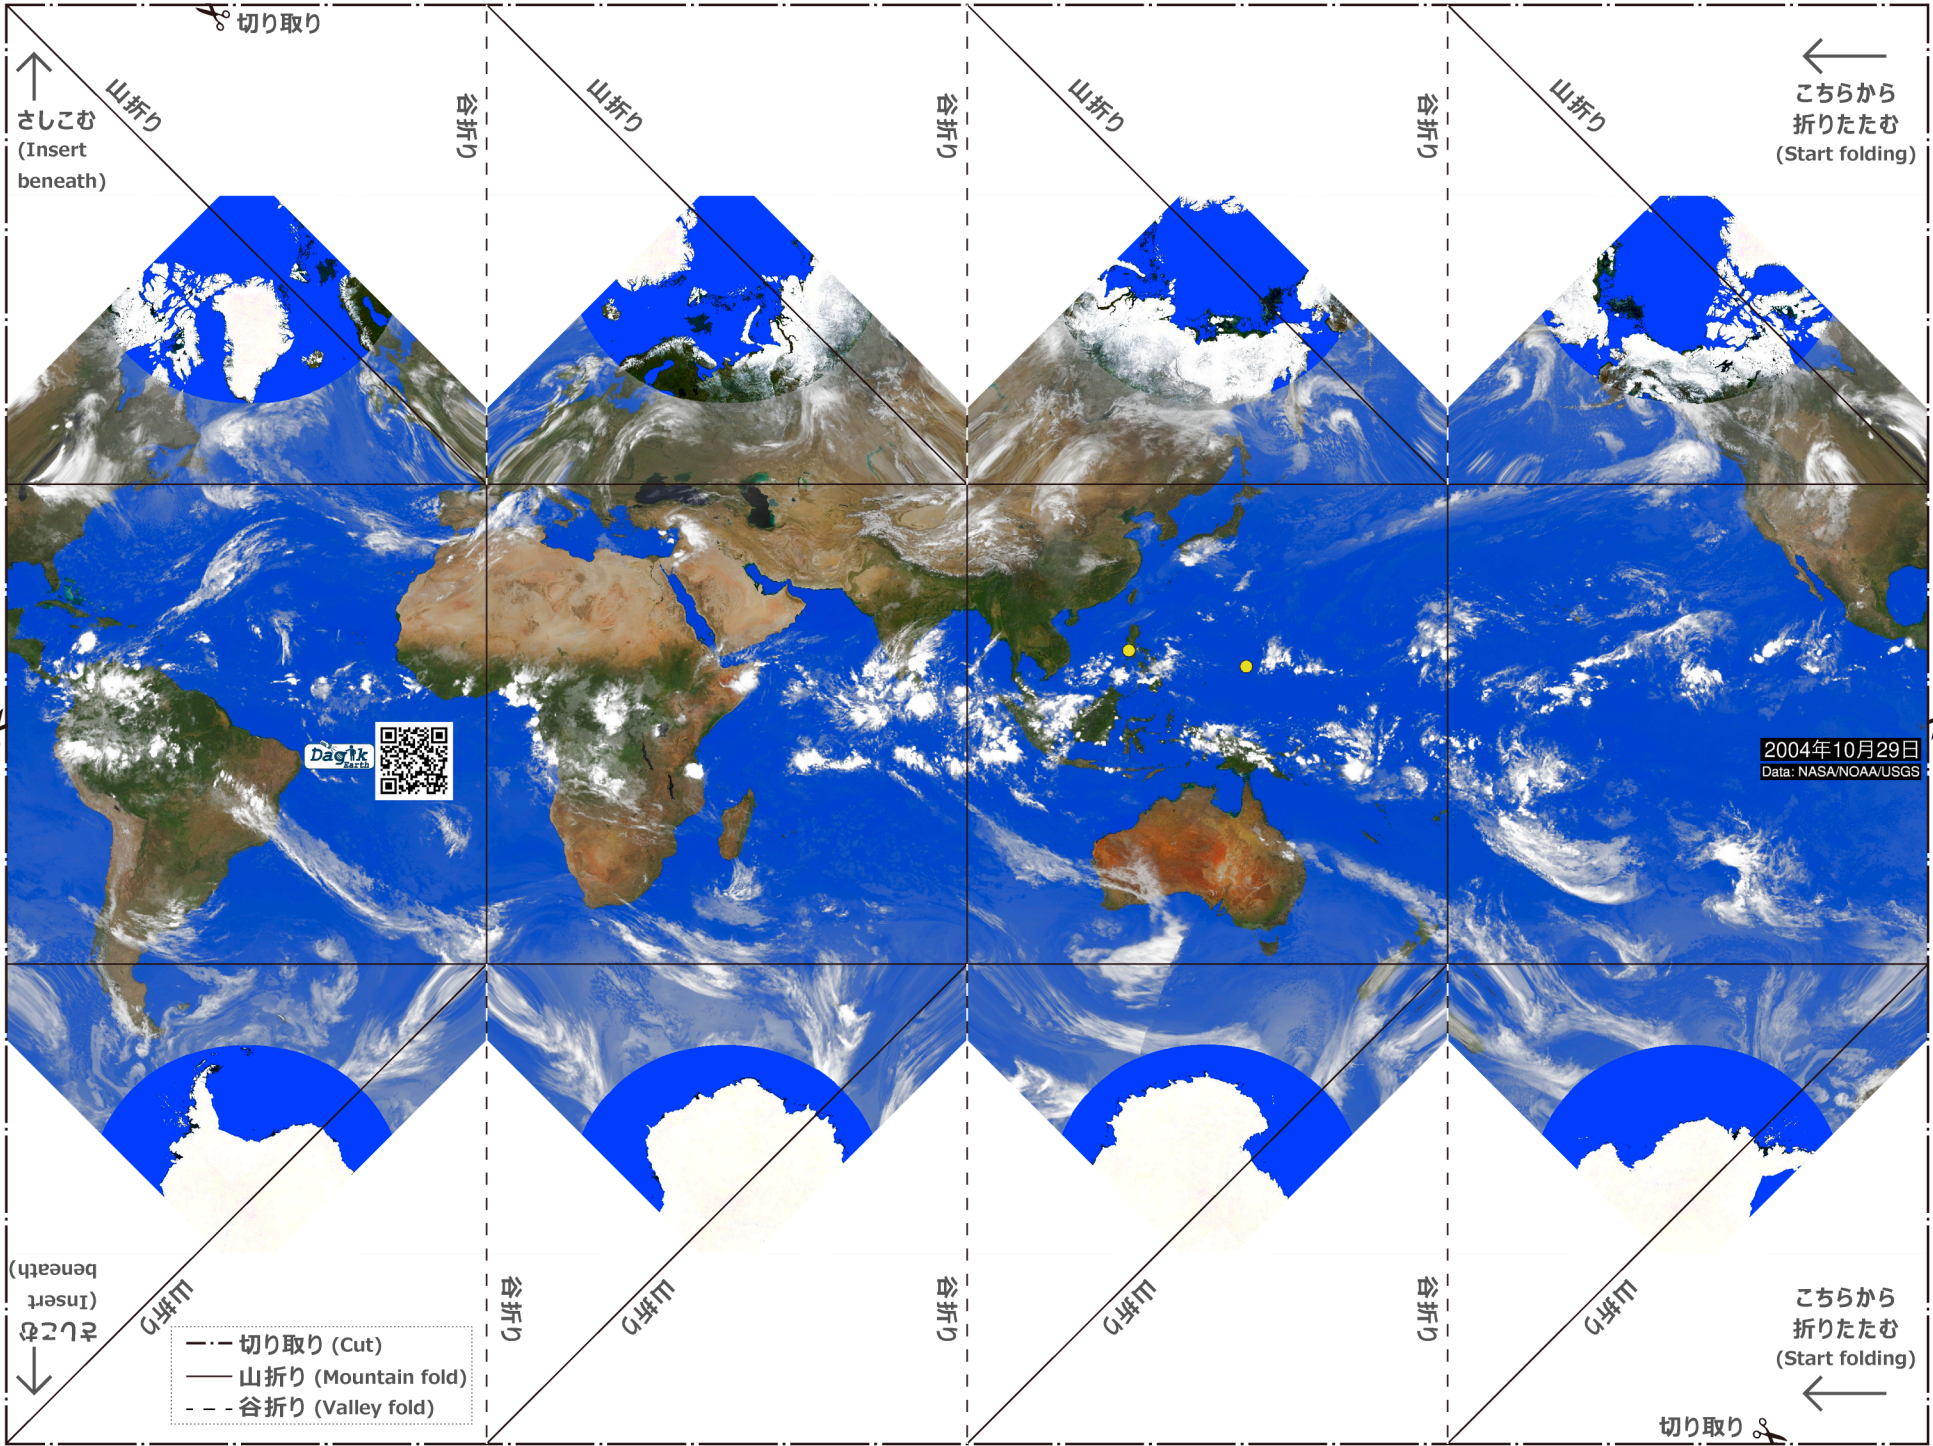 切り取り
山折り
谷折り
山折り
谷折り
山折り
谷折り
山折り
さしこむ
(Insert
beneath)
こちらから
折りたたむ
(Start folding)
Dagik
Earth
2004年10月29日
Data: NASA/NOAA/USGS
さしこむ
(Insert
beneath)
山折り
谷折り
山折り
谷折り
山折り
谷折り
山折り
こちらから
折りたたむ
(Start folding)
切り取り (Cut)
山折り (Mountain fold)
谷折り (Valley fold)
切り取り